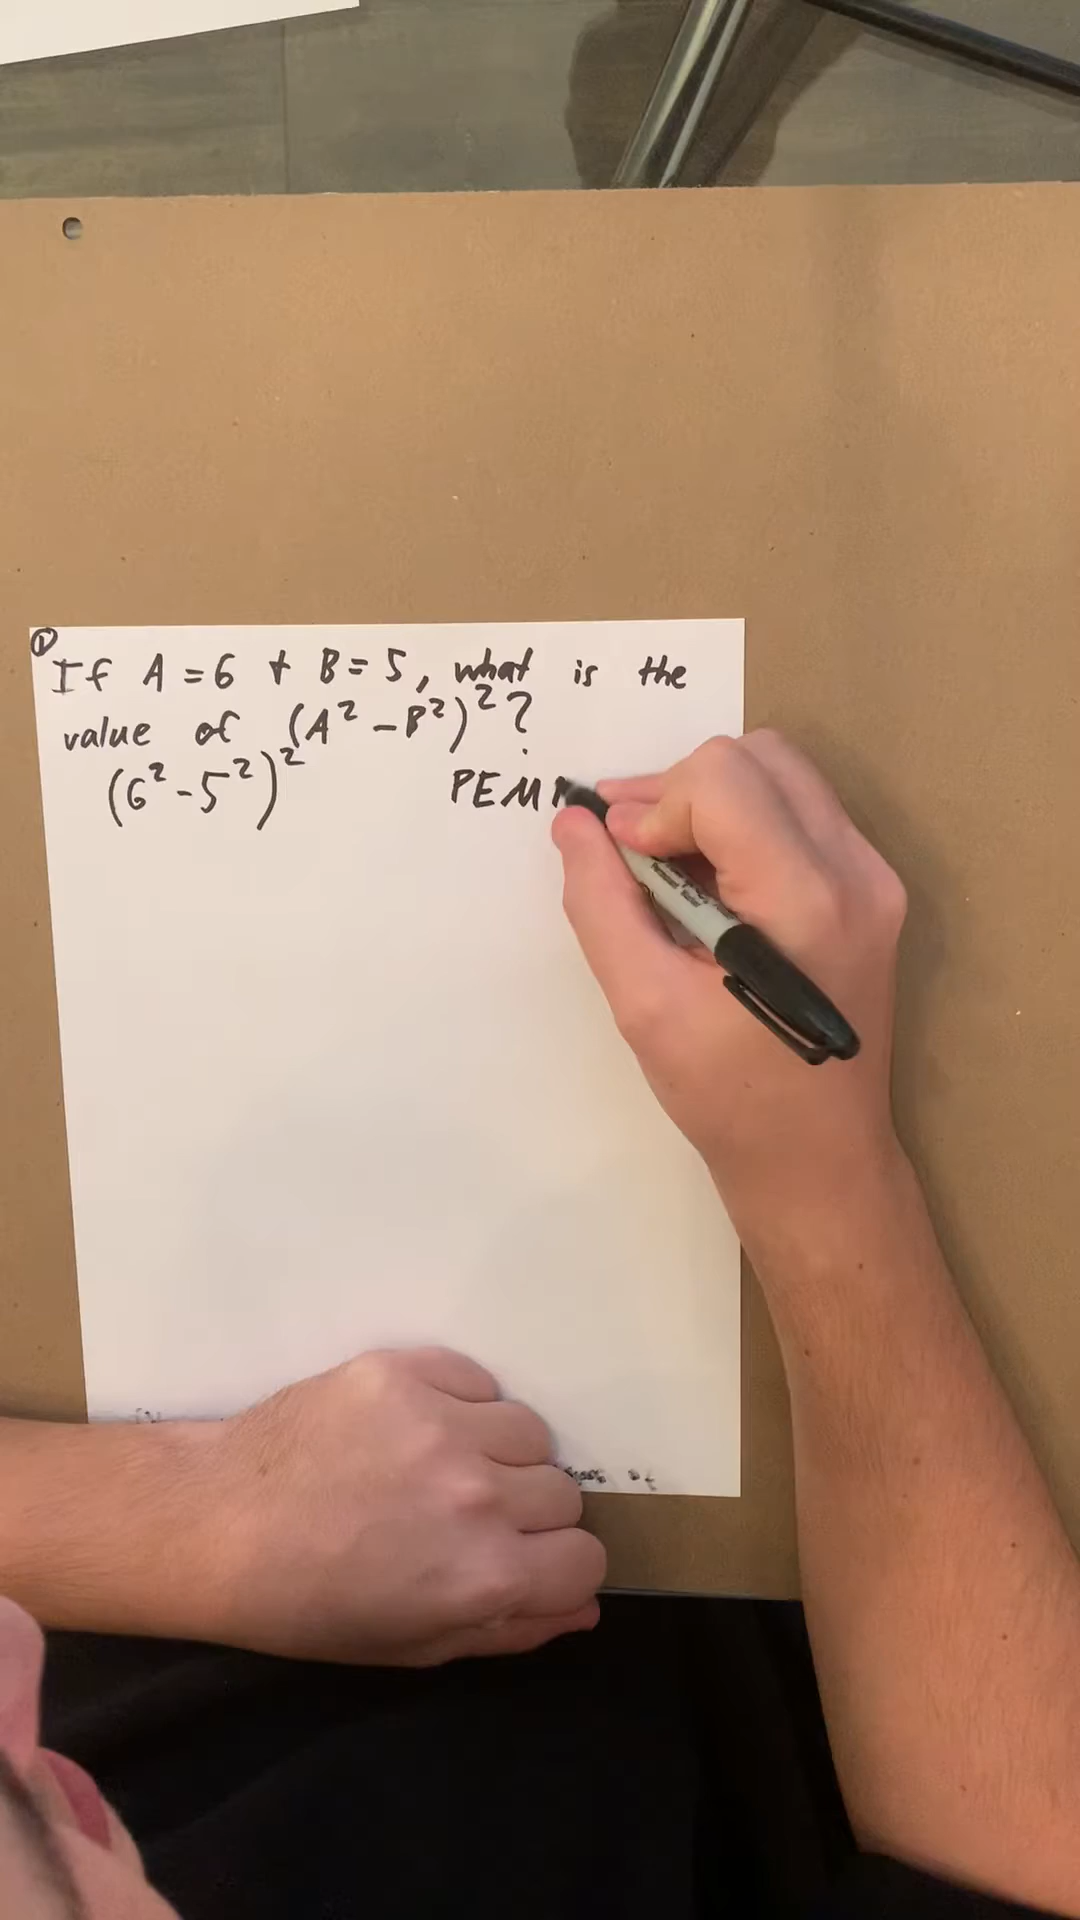 ①
If A = 6 + B = 5, what is the
value of (A² - B²)²?
(6² - 5²)²
PEM